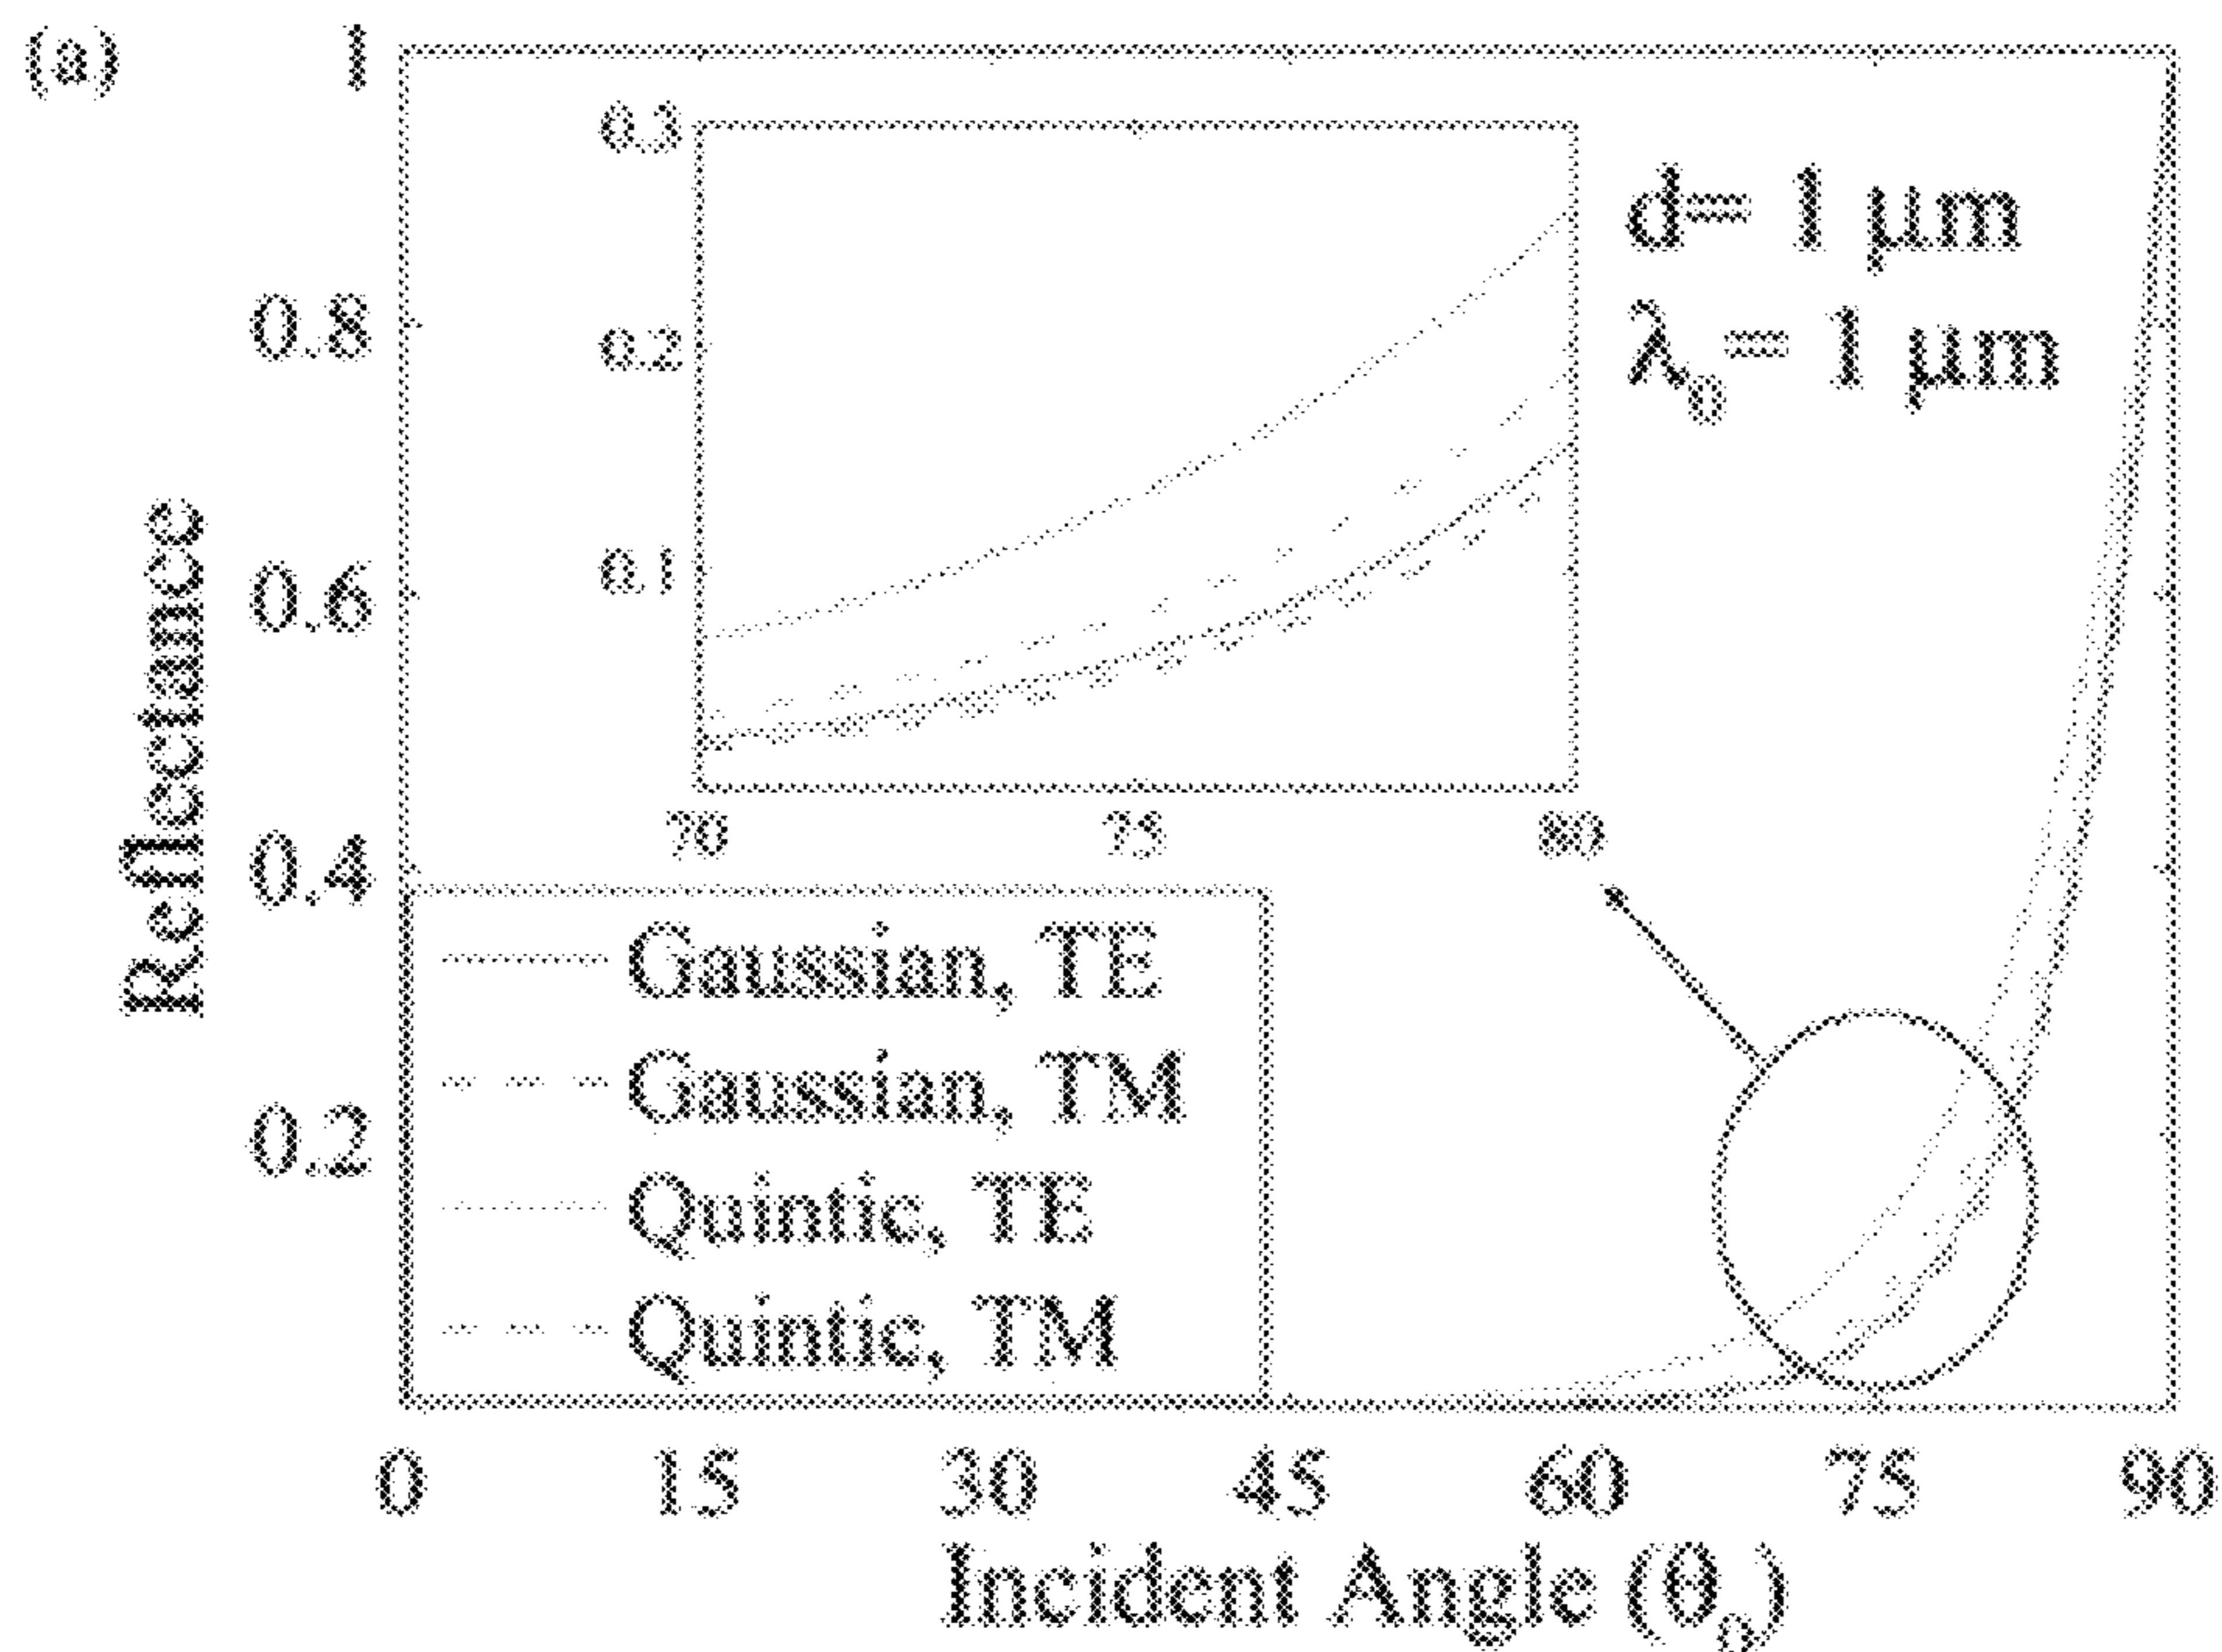 (a)
1
0.8
0.6
0.4
0.2
Reflectance
0.3
0.2
0.1
70 75 80
d= 1 μm
λ0= 1 μm
Gaussian, TE
Gaussian, TM
Quintic, TE
Quintic, TM
0 15 30 45 60 75 90
Incident Angle (θ0)